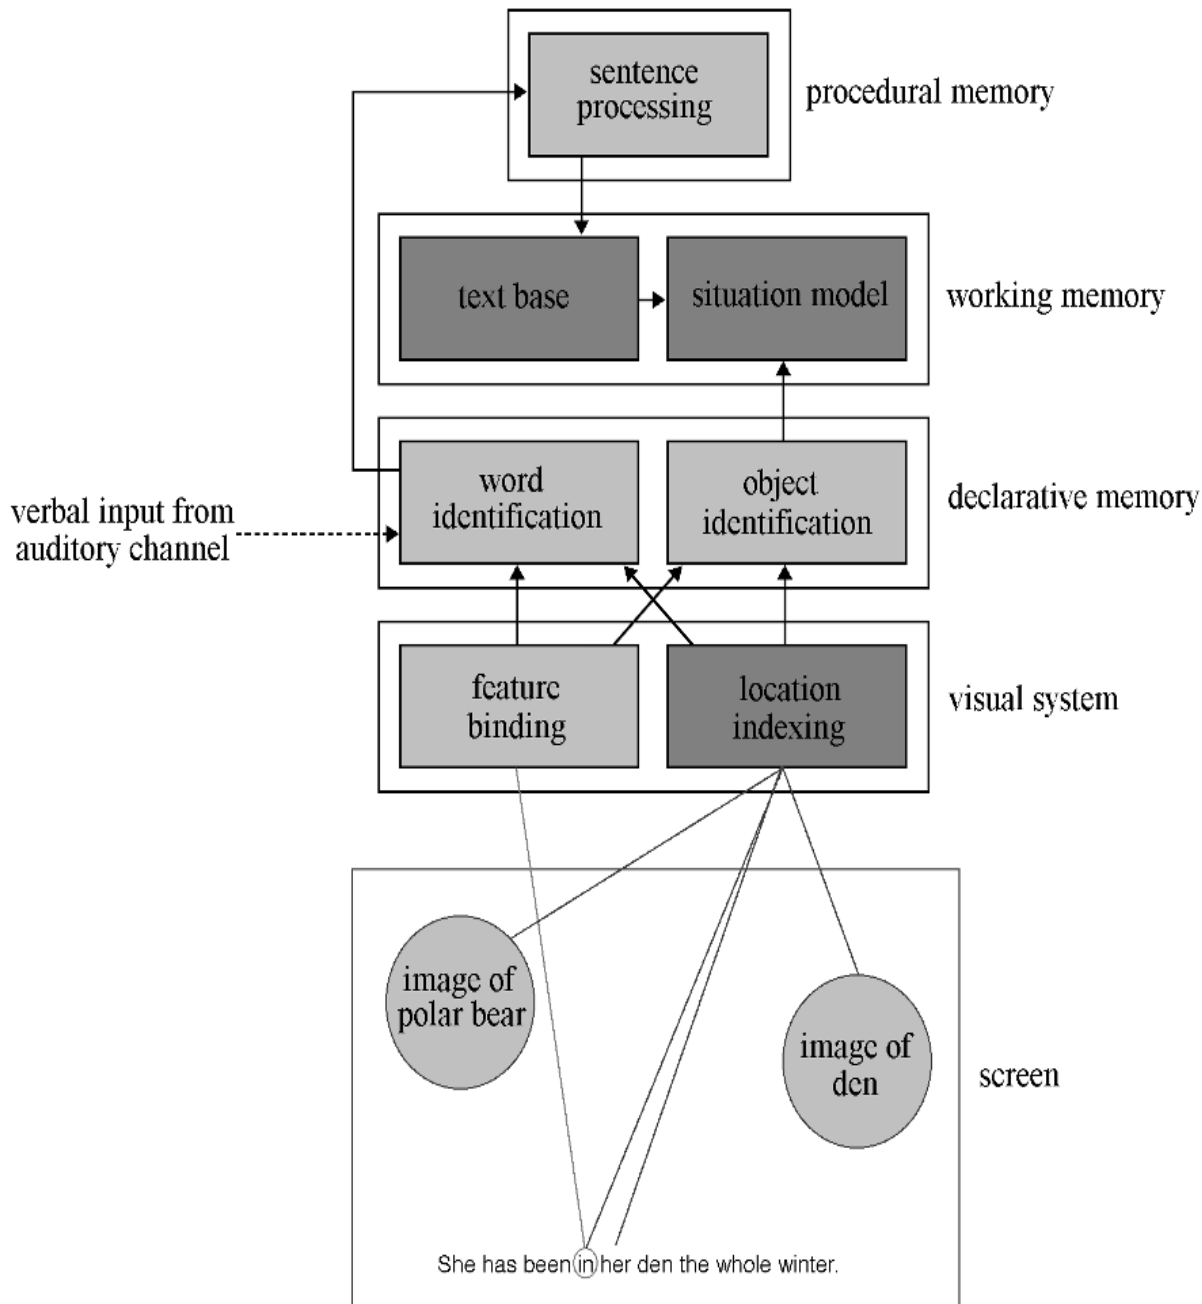 sentence
processing
procedural memory
text base
situation model
working memory
word
identification
object
identification
declarative memory
verbal input from
auditory channel
feature
binding
location
indexing
visual system
image of
polar bear
image of
den
screen
She has been in her den the whole winter.